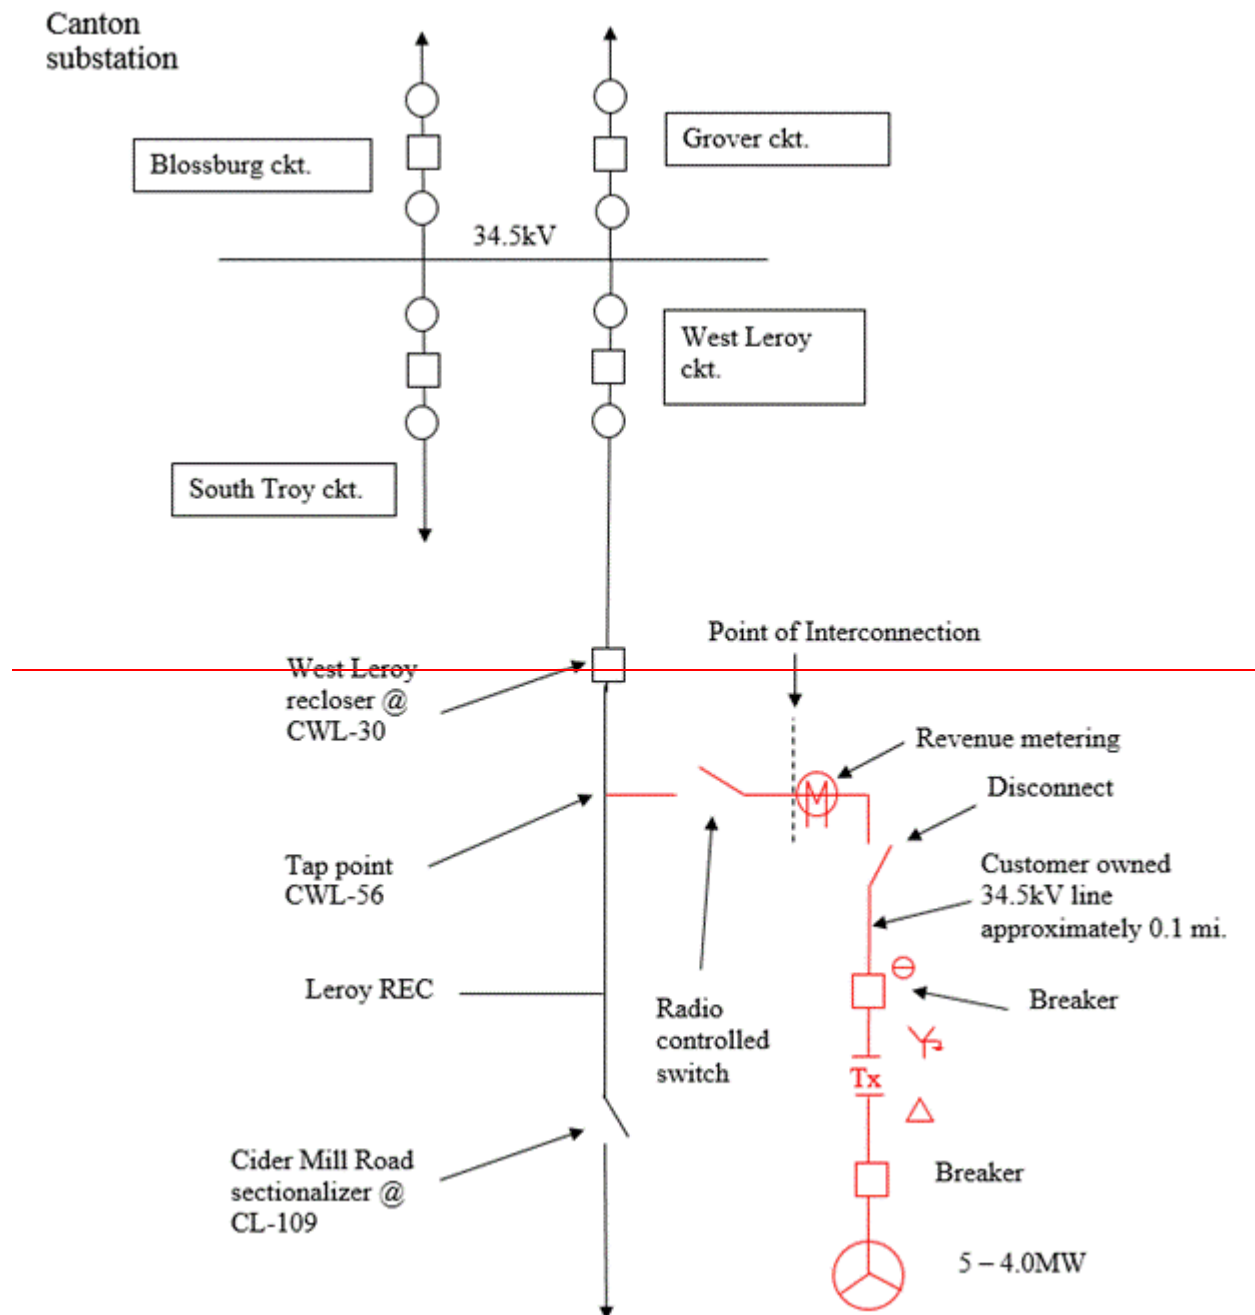 Canton
substation
Blossburg ckt.
Grover ckt.
34.5kV
West Leroy
ckt.
South Troy ckt.
Point of Interconnection
West Leroy
recloser @
CWL-30
Revenue metering
M
Disconnect
Tap point
CWL-56
Customer owned
34.5kV line
approximately 0.1 mi.
Leroy REC
Radio
controlled
switch
Breaker
Tx
Cider Mill Road
sectionalizer @
CL-109
Breaker
5 – 4.0MW